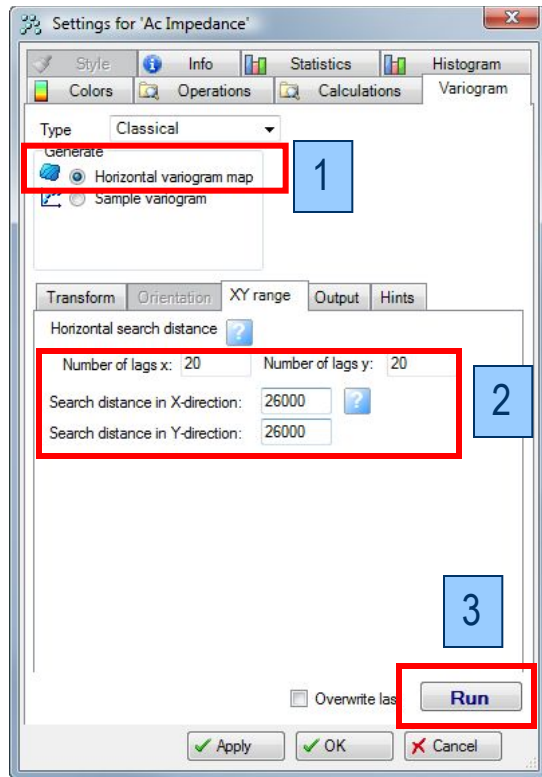 Settings for 'Ac Impedance'
Style Info Statistics Histogram
Colors Operations Calculations Variogram
Type Classical
Generate
Horizontal variogram map
1
Sample variogram
Transform Orientation XY range Output Hints
Horizontal search distance ?
Number of lags x: 20 Number of lags y: 20
Search distance in X-direction: 26000 ?
2
Search distance in Y-direction: 26000
3
Overwrite las Run
Apply OK Cancel